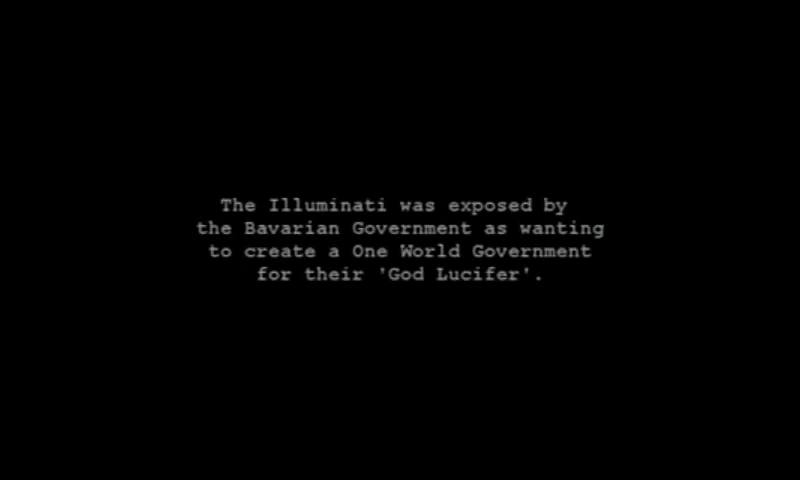 The Illuminati was exposed by
the Bavarian Government as wanting
to create a One World Government
for their 'God Lucifer'.